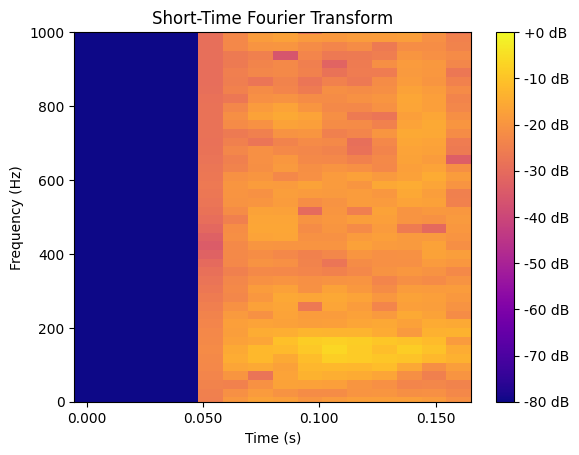 Short-Time Fourier Transform
1000
800
600
400
200
0
Frequency (Hz)
0.000
0.050
0.100
0.150
Time (s)
+0 dB
-10 dB
-20 dB
-30 dB
-40 dB
-50 dB
-60 dB
-70 dB
-80 dB